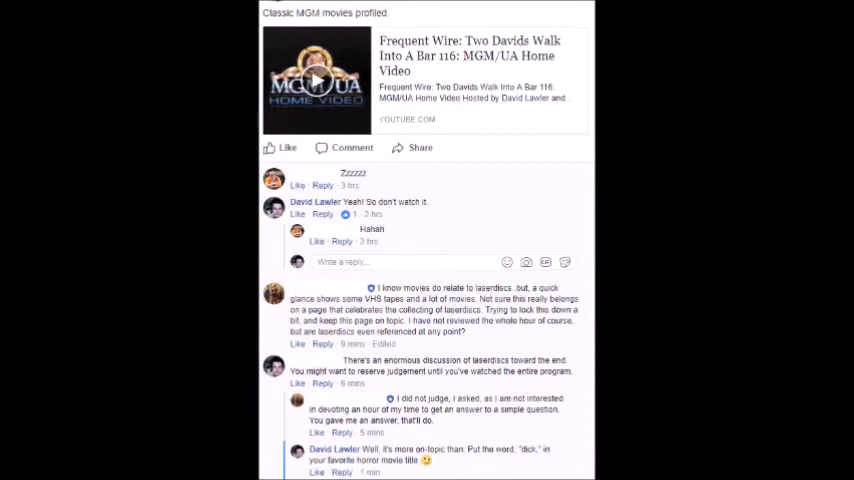 Classic MGM movies profiled.
MGM/UA
HOME VIDEO
Frequent Wire: Two Davids Walk
Into A Bar 116: MGM/UA Home
Video
Frequent Wire: Two Davids Walk Into A Bar 116:
MGM/UA Home Video Hosted by David Lawler and...
YOUTUBE.COM
Like Comment Share
Zzzzzz
Like · Reply · 3 hrs
David Lawler Yeah! So don't watch it.
Like · Reply · 1 · 2 hrs
Hahah
Like · Reply · 2 hrs
Write a reply...
I know movies do relate to laserdiscs..but, a quick
glance shows some VHS tapes and a lot of movies. Not sure this really belongs
on a page that celebrates the collecting of laserdiscs. Trying to lock this down a
bit, and keep this page on topic. I have not reviewed the whole hour of course,
but are laserdiscs even referenced at any point?
Like · Reply · 9 mins · Edited
There's an enormous discussion of laserdiscs toward the end.
You might want to reserve judgement until you've watched the entire program.
Like · Reply · 6 mins
I did not judge, I asked, as I am not interested
in devoting an hour of my time to get an answer to a simple question.
You gave me an answer, that'll do.
Like · Reply · 5 mins
David Lawler Well, it's more on-topic than: Put the word, "dick," in
your favorite horror movie title. 🙂
Like · Reply · 1 min